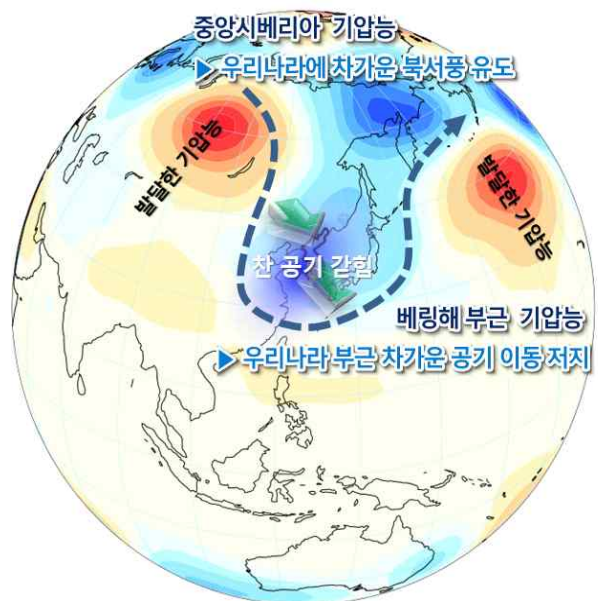 중앙시베리아 기압능
▶ 우리나라에 차가운 북서풍 유도
발달한 기압능
발달한 기압능
찬 공기 갇힘
베링해 부근 기압능
▶ 우리나라 부근 차가운 공기 이동 저지